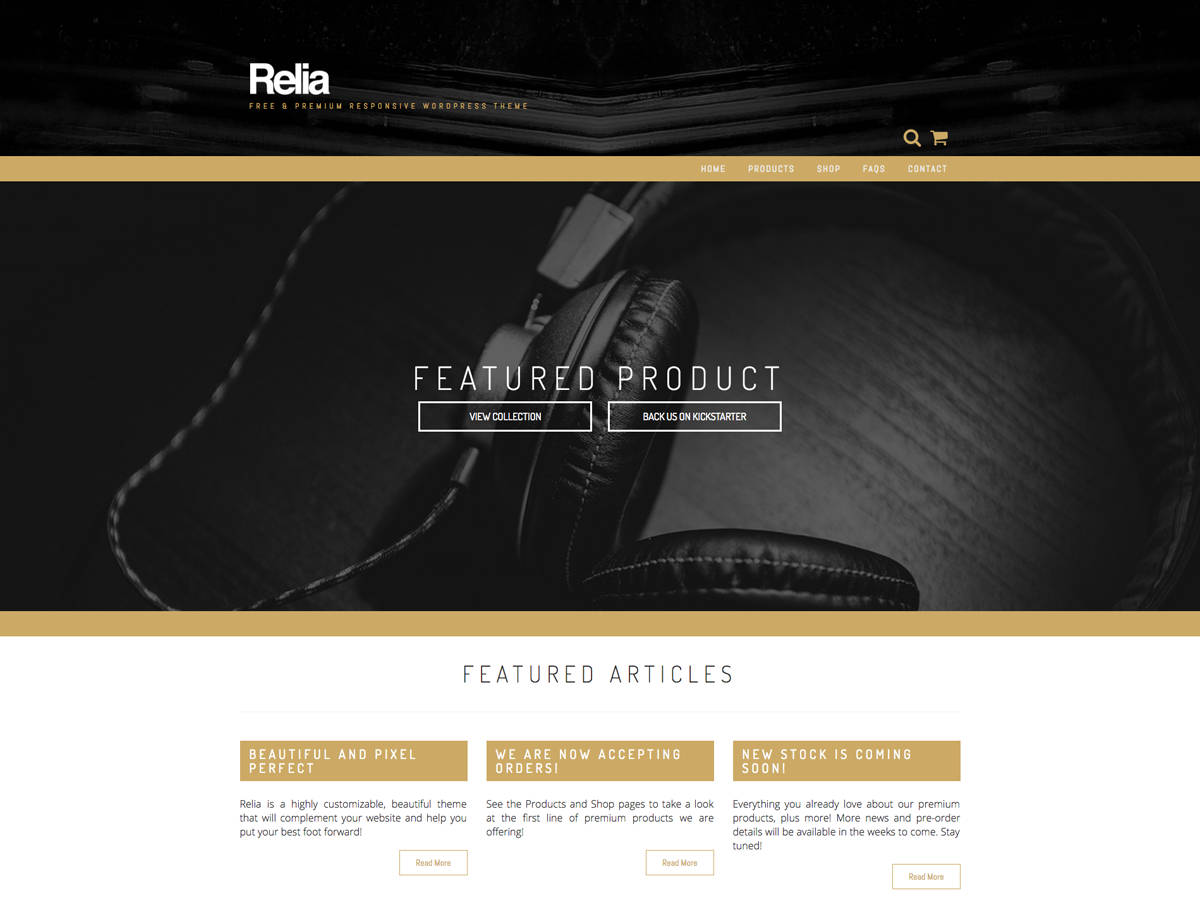 Relia
FREE & PREMIUM RESPONSIVE WORDPRESS THEME
HOME PRODUCTS SHOP FAQS CONTACT
FEATURED PRODUCT
VIEW COLLECTION BACK US ON KICKSTARTER
FEATURED ARTICLES
BEAUTIFUL AND PIXEL
PERFECT
Relia is a highly customizable, beautiful theme
that will complement your website and help you
put your best foot forward!
Read More
WE ARE NOW ACCEPTING
ORDERS!
See the Products and Shop pages to take a look
at the first line of premium products we are
offering!
Read More
NEW STOCK IS COMING
SOON!
Everything you already love about our premium
products, plus more! More news and pre-order
details will be available in the weeks to come. Stay
tuned!
Read More